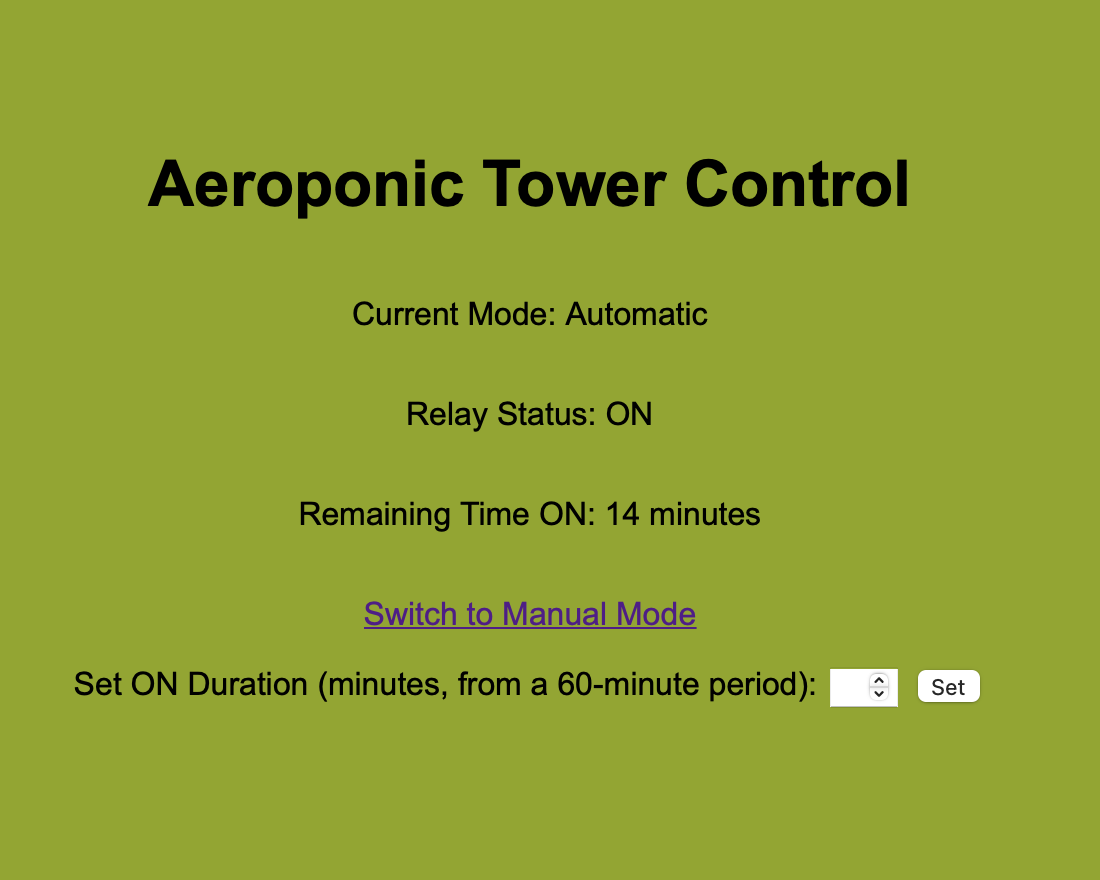 Aeroponic Tower Control
Current Mode: Automatic
Relay Status: ON
Remaining Time ON: 14 minutes
Switch to Manual Mode
Set ON Duration (minutes, from a 60-minute period): Set